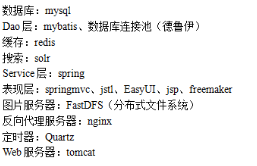 数据库：mysql
Dao层：mybatis、数据库连接池（德鲁伊）
缓存：redis
搜索：solr
Service层：spring
表现层：springmvc、jstl、EasyUI、jsp、freemaker
图片服务器：FastDFS（分布式文件系统）
反向代理服务器：nginx
定时器：Quartz
Web服务器：tomcat